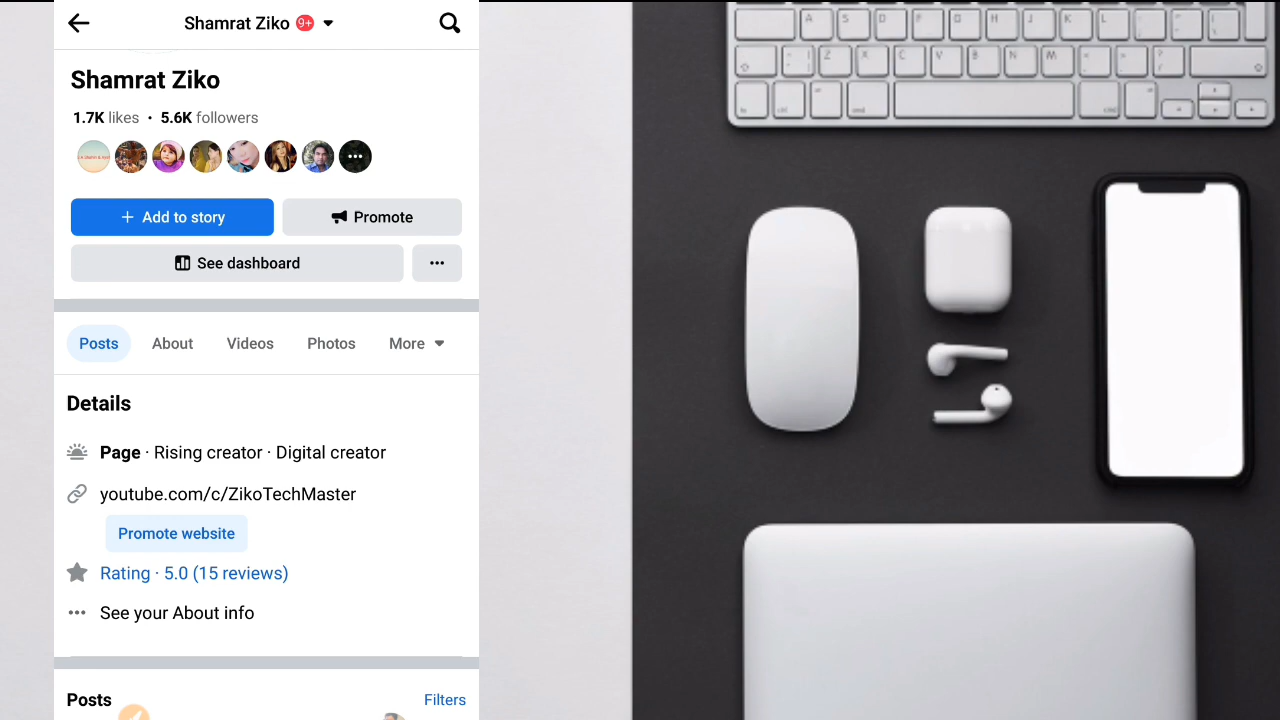 Shamrat Ziko 9+
Shamrat Ziko
1.7K likes • 5.6K followers
+ Add to story
Promote
See dashboard
Posts
About
Videos
Photos
More
Details
Page · Rising creator · Digital creator
youtube.com/c/ZikoTechMaster
Promote website
Rating · 5.0 (15 reviews)
See your About info
Posts
Filters
A S D F G H J K L
Z X C V B N M